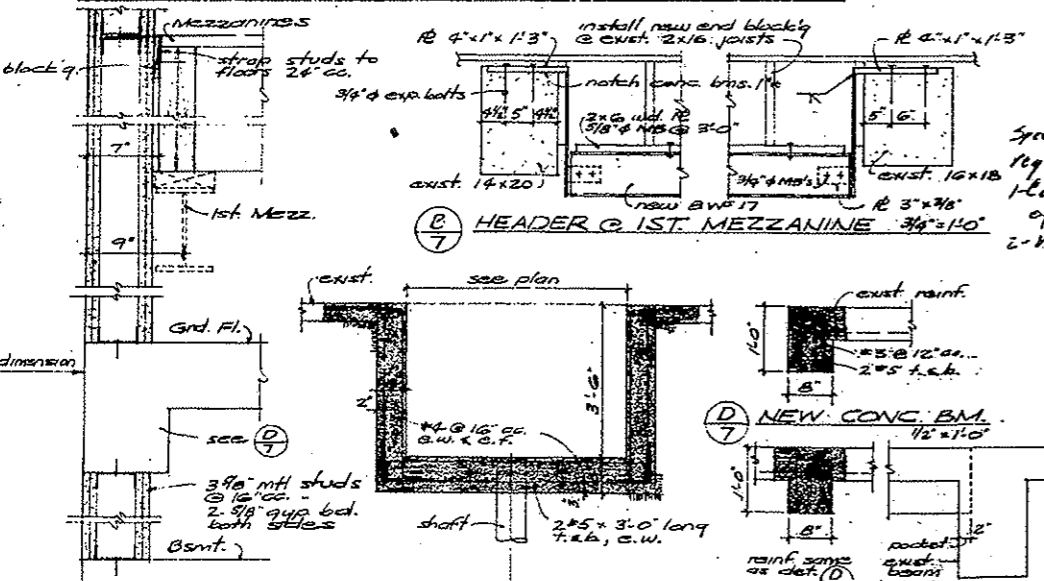 Mezzanines
block'g.
strap studs to
floors 24" cc.
7"
1st. Mezz.
9"
Grd. Fl.
dimension
see D/7
3 5/8" mtl studs
@ 16" cc.
2-5/8" gyp. bd.
both sides
Bsmt.
install new end block'g
@ exist. 2x16 joists
PL 4"x1"x1'-3"
PL 4"x1"x1'-3"
notch conc. bms. 1"
3/4" φ exp. bolts
4 1/2" 5" 4 1/2"
2x6 wd. PL
5/8" φ MB @ 3'-0"
5" 6"
exist. 14x20
3/4" φ MB's
exist. 16x18
new 8 WF 17
PL 3"x3/8"
B/7 HEADER @ 1ST. MEZZANINE 3/4"=1'-0"
exist.
see plan
3'-6"
2"
#4 @ 16" cc.
e.w. & e.f.
shaft
2 #5 x 3'-0" long
t.&b., e.w.
exist. reinf.
1'-0"
#3 @ 12" cc.
2 #5 t.&b.
8"
D/7 NEW CONC. BM.
1/2"=1'-0"
1'-0"
8"
2"
pocket
exist.
beam
reinf. same
as det. D